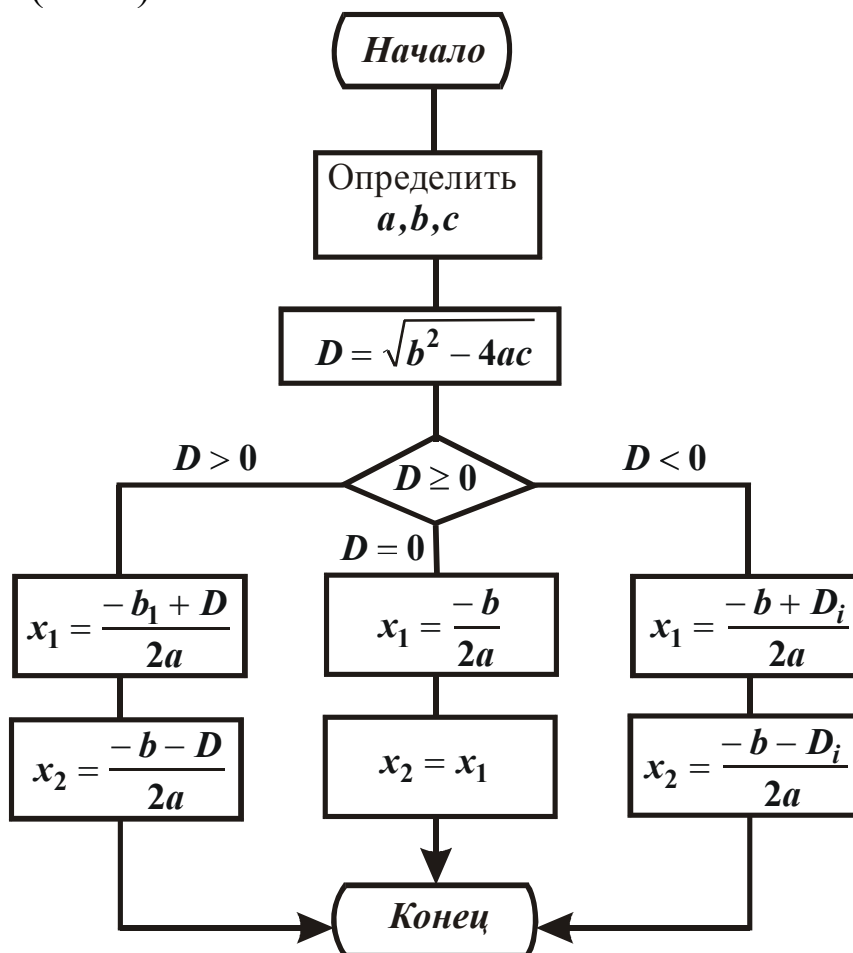 Начало
Определить
a,b,c
D = √b² − 4ac
D > 0
D ≥ 0
D < 0
D = 0
x₁ = (−b₁ + D)/2a
x₁ = −b/2a
x₁ = (−b + Dᵢ)/2a
x₂ = (−b − D)/2a
x₂ = x₁
x₂ = (−b − Dᵢ)/2a
Конец